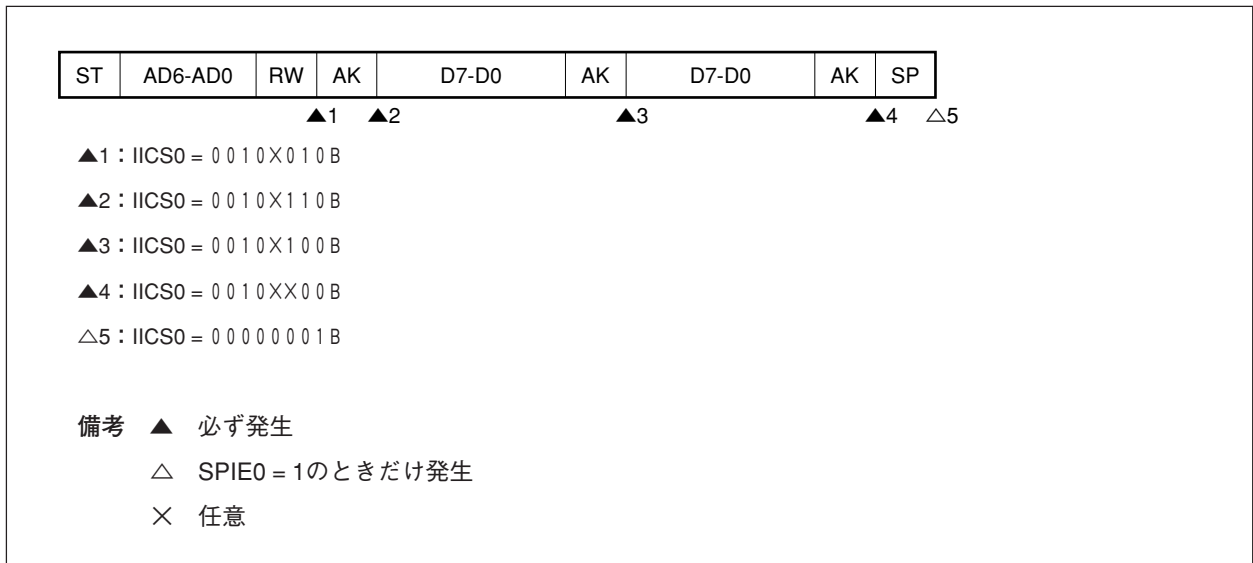 ST AD6-AD0 RW AK D7-D0 AK D7-D0 AK SP
▲1 ▲2 ▲3 ▲4 △5
▲1：IICS0 = 0010X010B
▲2：IICS0 = 0010X110B
▲3：IICS0 = 0010X100B
▲4：IICS0 = 0010XX00B
△5：IICS0 = 00000001B
備考 ▲ 必ず発生
△ SPIE0 = 1のときだけ発生
× 任意